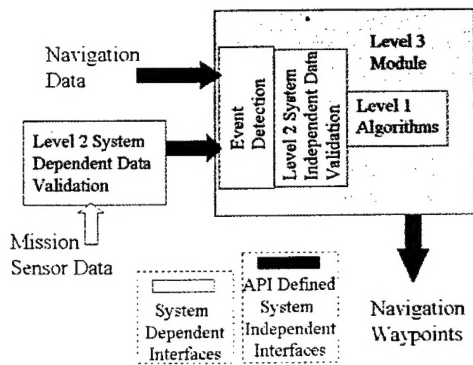 Navigation
Data
Level 3
Module
Event
Detection
Level 2 System
Independent Data
Validation
Level 1
Algorithms
Level 2 System
Dependent Data
Validation
Mission
Sensor Data
System
Dependent
Interfaces
API Defined
System
Independent
Interfaces
Navigation
Waypoints